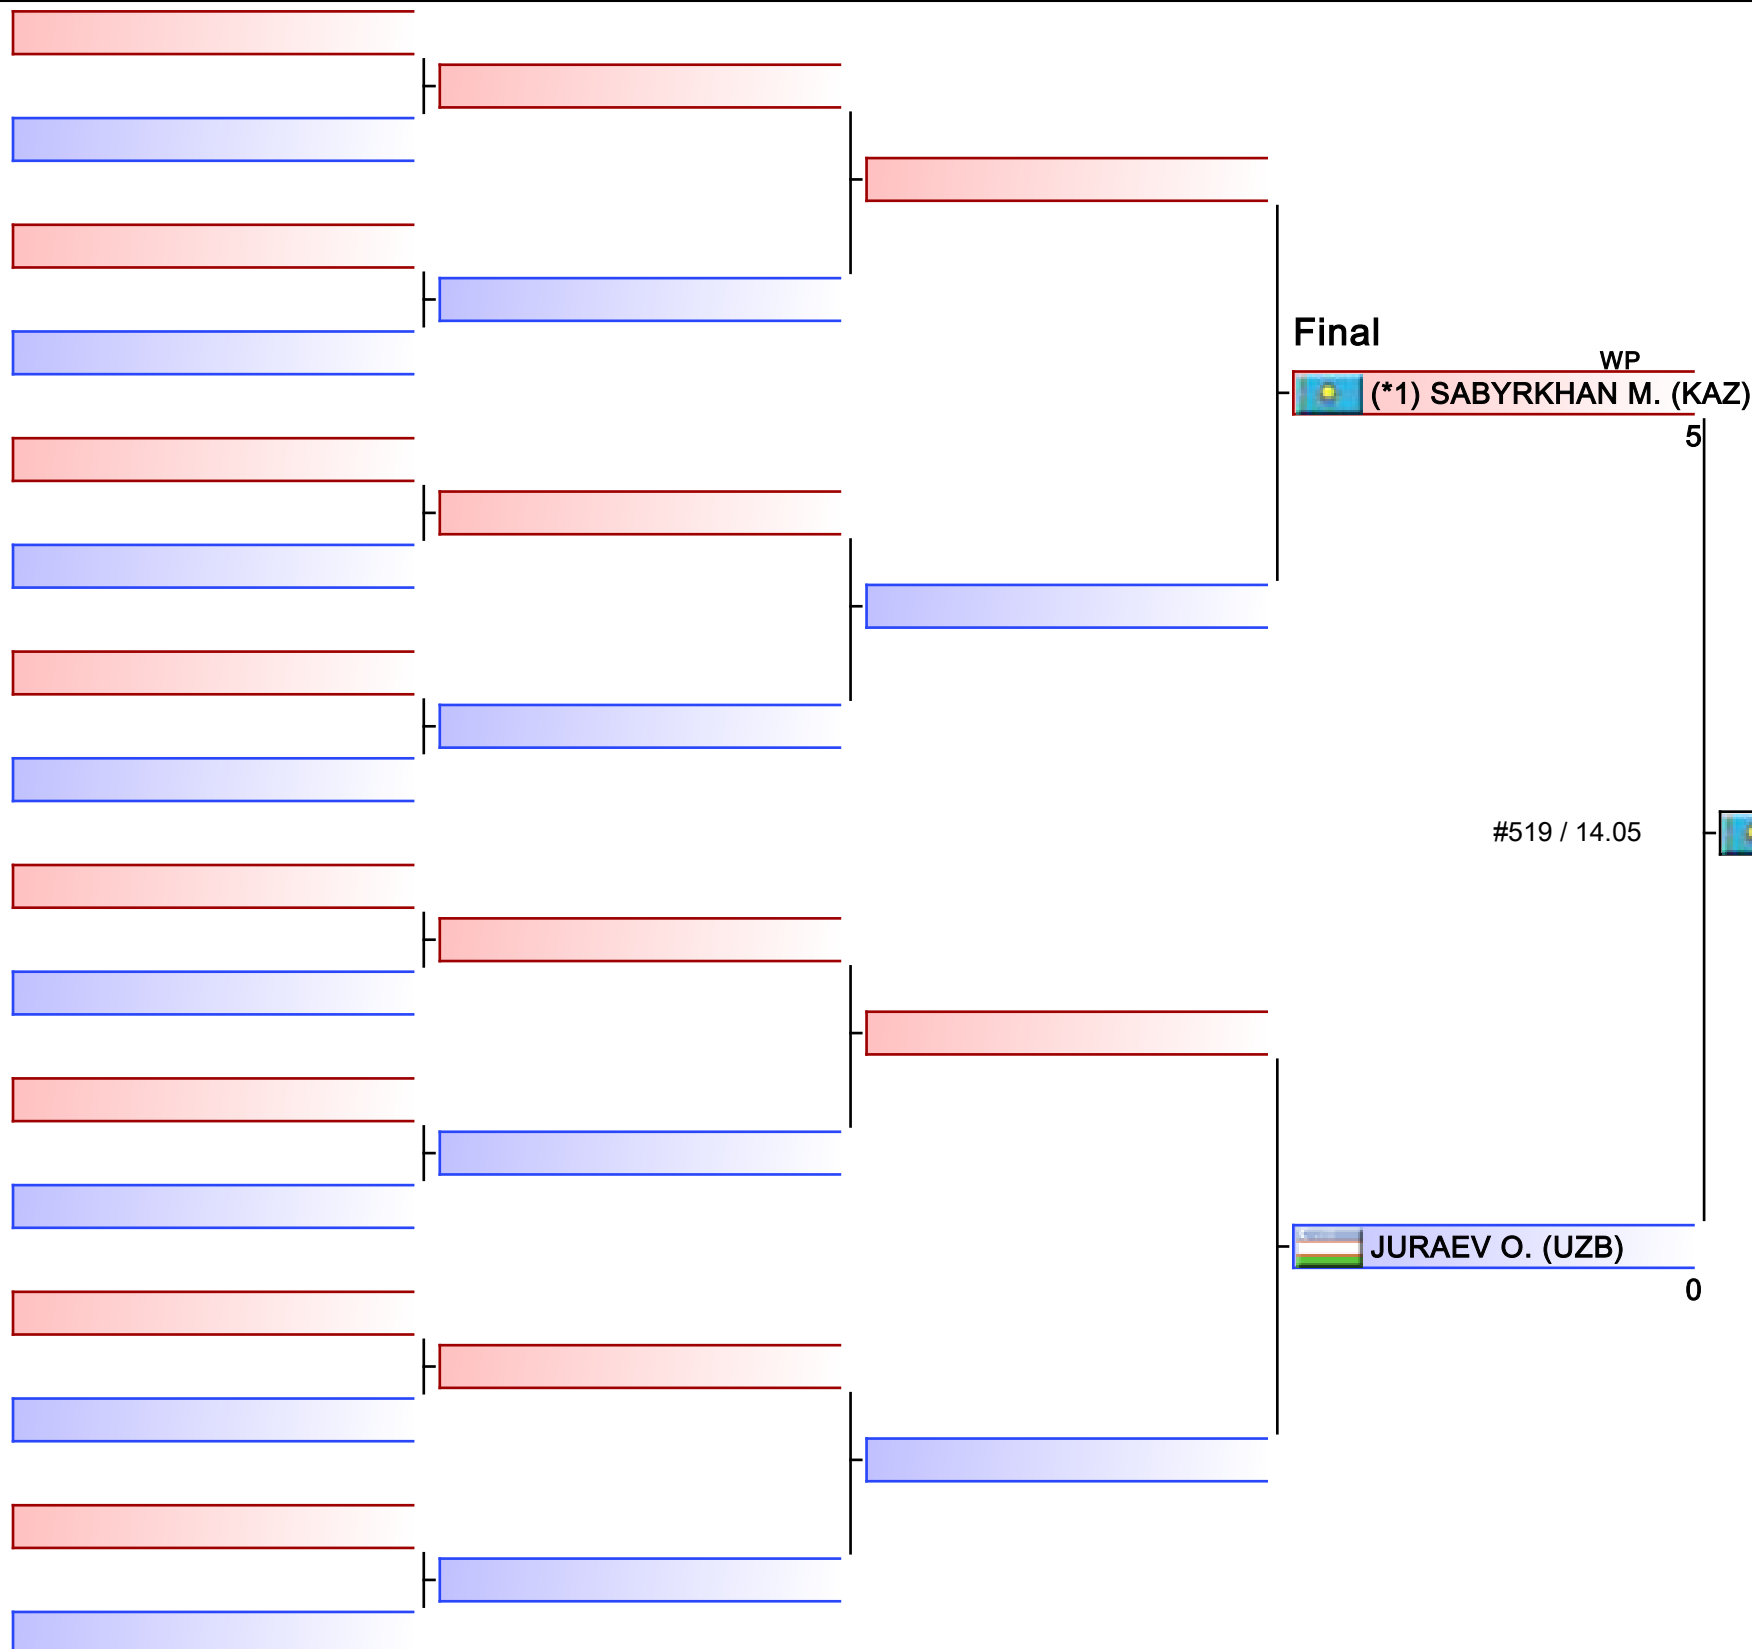 Final
WP
(*1) SABYRKHAN M. (KAZ)
5
#519 / 14.05
JURAEV O. (UZB)
0